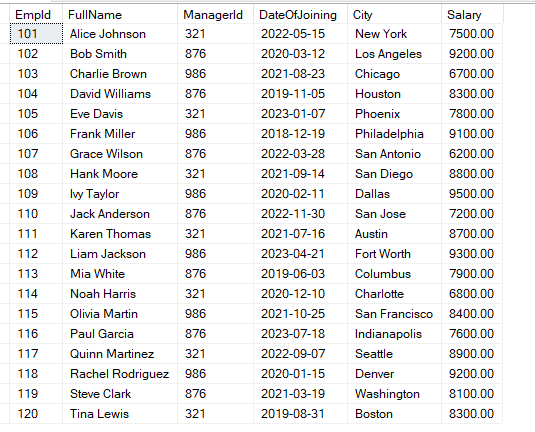 EmpId FullName ManagerId DateOfJoining City Salary
101 Alice Johnson 321 2022-05-15 New York 7500.00
102 Bob Smith 876 2020-03-12 Los Angeles 9200.00
103 Charlie Brown 986 2021-08-23 Chicago 6700.00
104 David Williams 876 2019-11-05 Houston 8300.00
105 Eve Davis 321 2023-01-07 Phoenix 7800.00
106 Frank Miller 986 2018-12-19 Philadelphia 9100.00
107 Grace Wilson 876 2022-03-28 San Antonio 6200.00
108 Hank Moore 321 2021-09-14 San Diego 8800.00
109 Ivy Taylor 986 2020-02-11 Dallas 9500.00
110 Jack Anderson 876 2022-11-30 San Jose 7200.00
111 Karen Thomas 321 2021-07-16 Austin 8700.00
112 Liam Jackson 986 2023-04-21 Fort Worth 9300.00
113 Mia White 876 2019-06-03 Columbus 7900.00
114 Noah Harris 321 2020-12-10 Charlotte 6800.00
115 Olivia Martin 986 2021-10-25 San Francisco 8400.00
116 Paul Garcia 876 2023-07-18 Indianapolis 7600.00
117 Quinn Martinez 321 2022-09-07 Seattle 8900.00
118 Rachel Rodriguez 986 2020-01-15 Denver 9200.00
119 Steve Clark 876 2021-03-19 Washington 8100.00
120 Tina Lewis 321 2019-08-31 Boston 8300.00